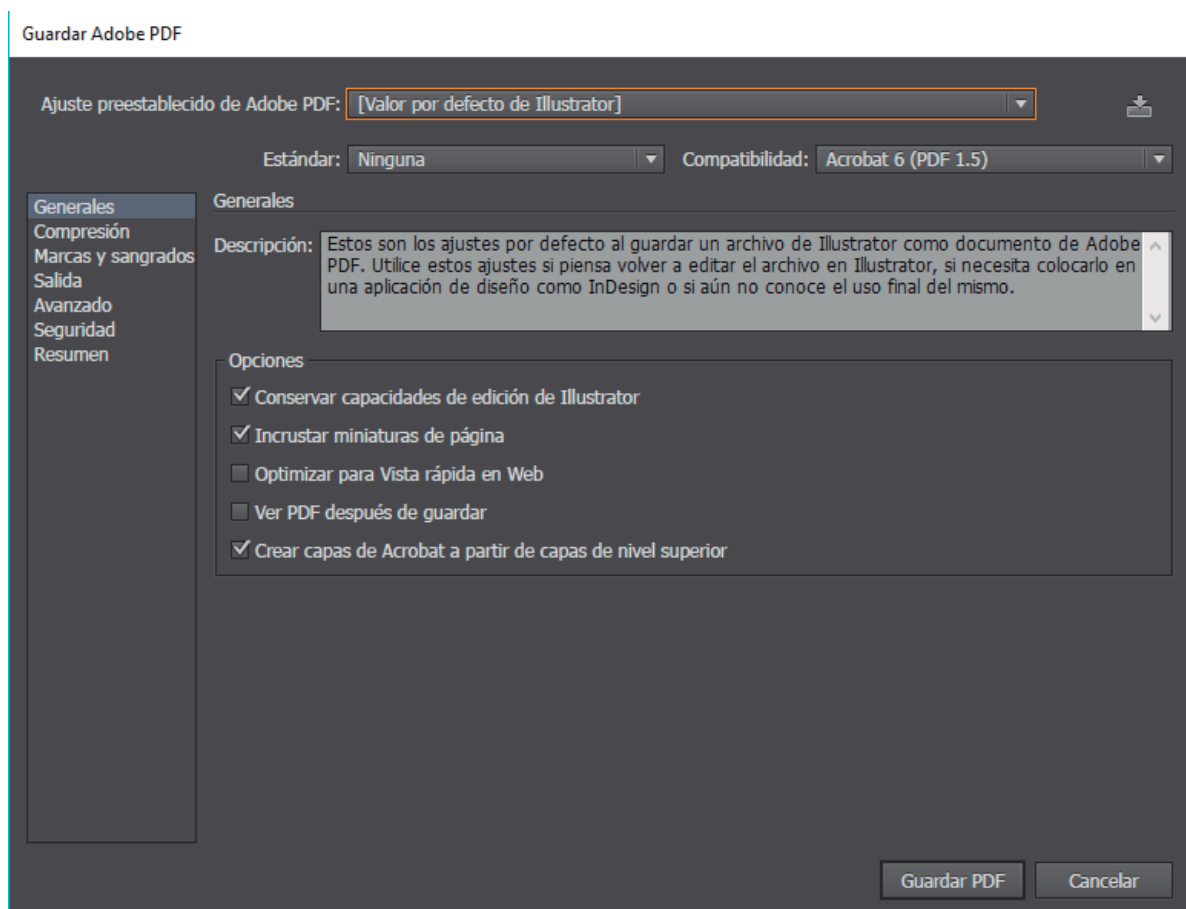 Guardar Adobe PDF
Ajuste preestablecido de Adobe PDF: [Valor por defecto de Illustrator]
Estándar: Ninguna Compatibilidad: Acrobat 6 (PDF 1.5)
Generales
Compresión
Marcas y sangrados
Salida
Avanzado
Seguridad
Resumen
Generales
Descripción: Estos son los ajustes por defecto al guardar un archivo de Illustrator como documento de Adobe
PDF. Utilice estos ajustes si piensa volver a editar el archivo en Illustrator, si necesita colocarlo en
una aplicación de diseño como InDesign o si aún no conoce el uso final del mismo.
Opciones
Conservar capacidades de edición de Illustrator
Incrustar miniaturas de página
Optimizar para Vista rápida en Web
Ver PDF después de guardar
Crear capas de Acrobat a partir de capas de nivel superior
Guardar PDF Cancelar